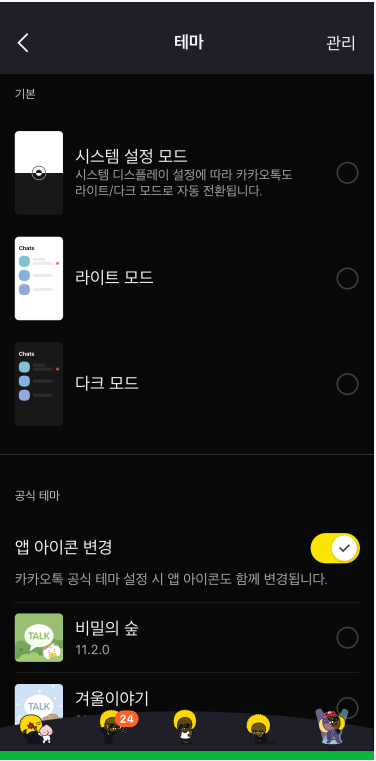 테마
관리
기본
시스템 설정 모드
시스템 디스플레이 설정에 따라 카카오톡도
라이트/다크 모드로 자동 전환됩니다.
Chats
라이트 모드
Chats
다크 모드
공식 테마
앱 아이콘 변경
카카오톡 공식 테마 설정 시 앱 아이콘도 함께 변경됩니다.
TALK
비밀의 숲
11.2.0
TALK
겨울이야기
24